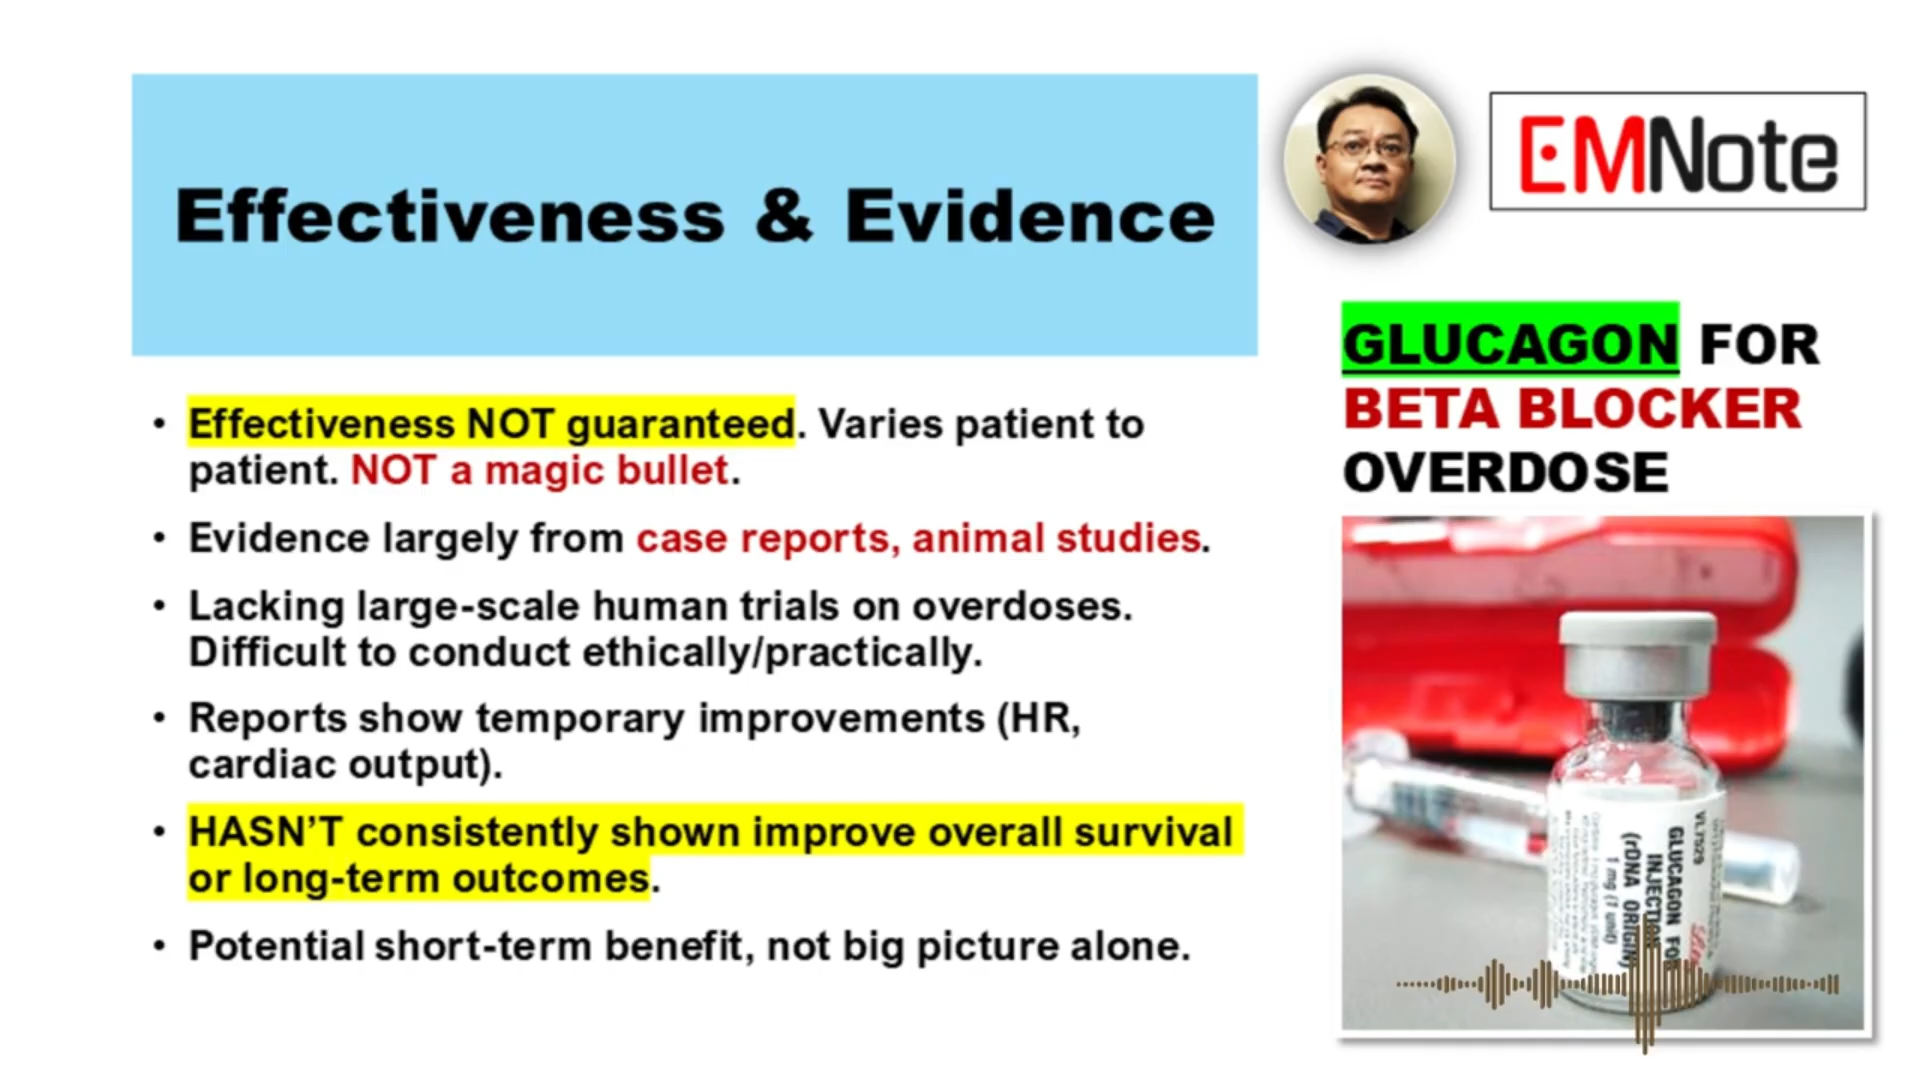 Effectiveness & Evidence
• Effectiveness NOT guaranteed. Varies patient to
patient. NOT a magic bullet.
• Evidence largely from case reports, animal studies.
• Lacking large-scale human trials on overdoses.
Difficult to conduct ethically/practically.
• Reports show temporary improvements (HR,
cardiac output).
• HASN’T consistently shown improve overall survival
or long-term outcomes.
• Potential short-term benefit, not big picture alone.
EMNote
GLUCAGON FOR
BETA BLOCKER
OVERDOSE
VL7529
GLUCAGON FOR
INJECTION
(rDNA ORIGIN)
1 mg (1 unit)